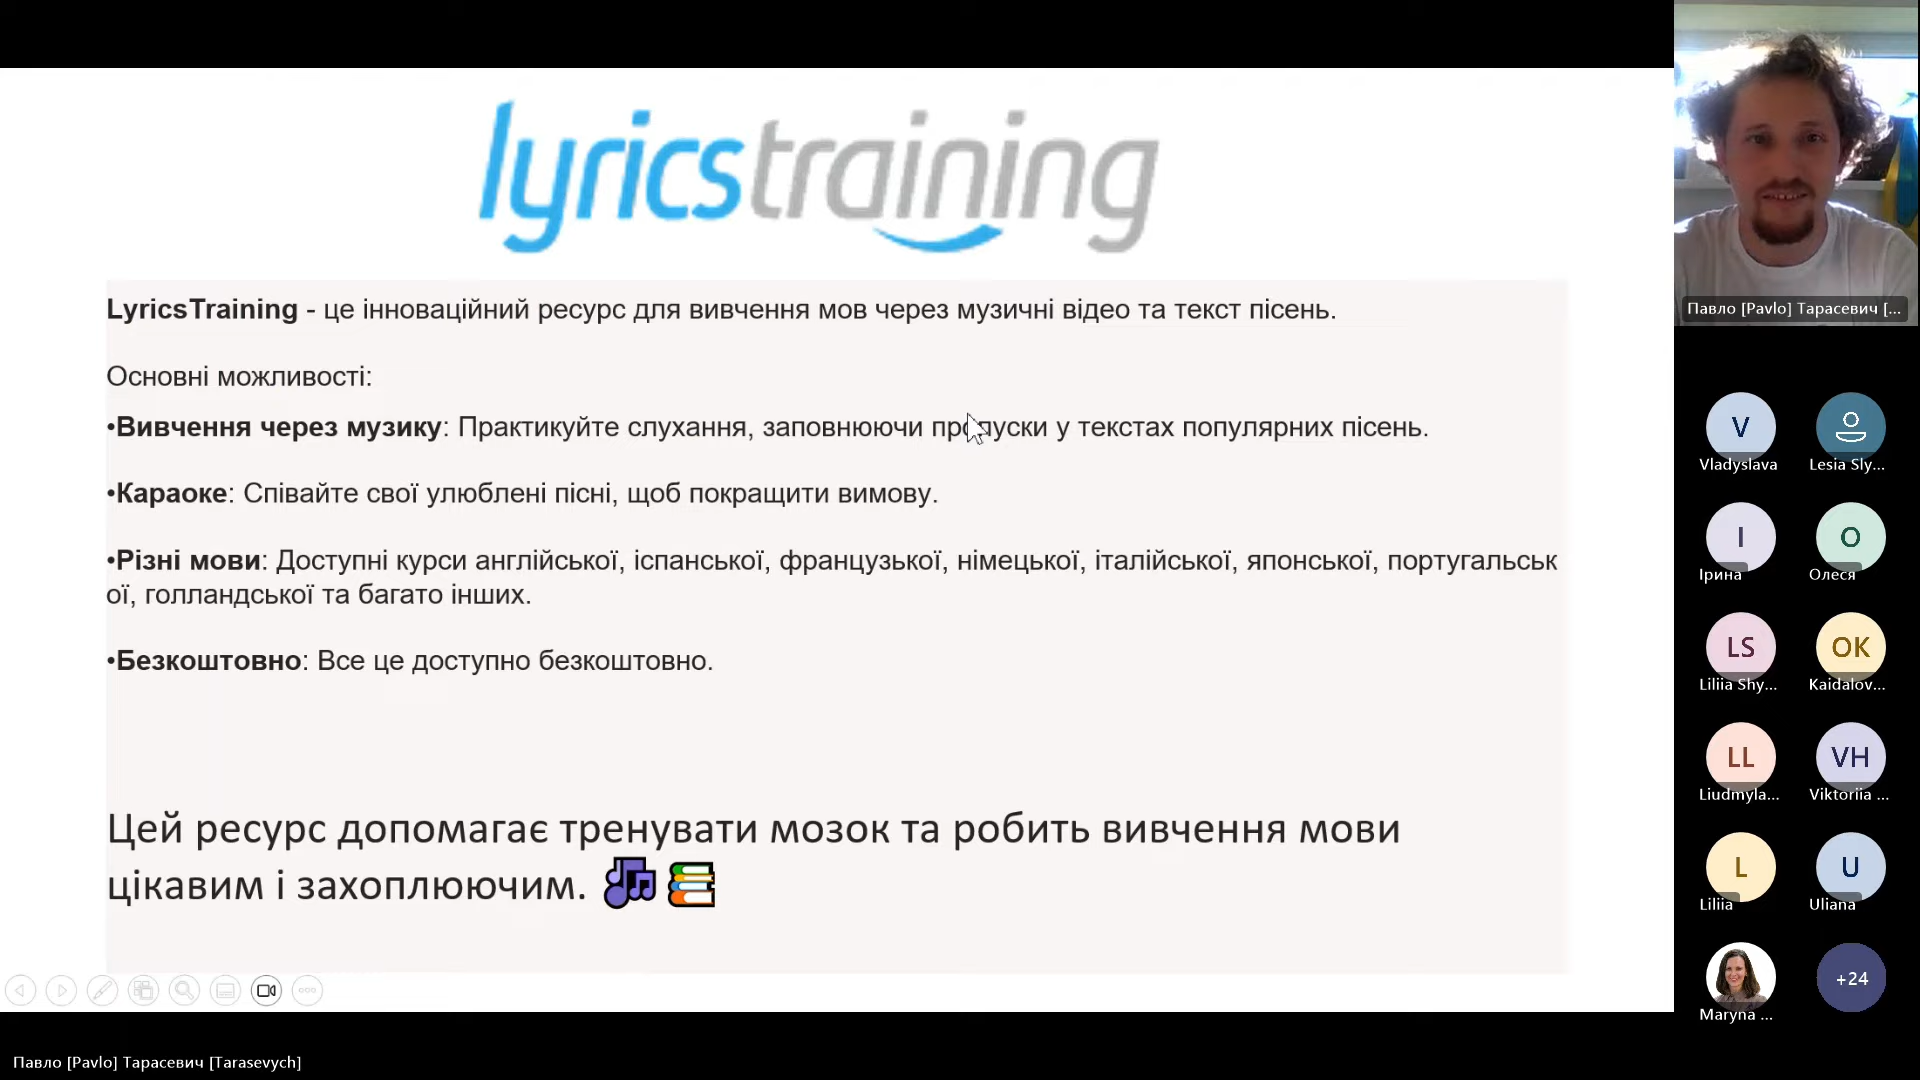 lyricstraining
LyricsTraining - це інноваційний ресурс для вивчення мов через музичні відео та текст пісень.
Основні можливості:
•Вивчення через музику: Практикуйте слухання, заповнюючи пропуски у текстах популярних пісень.
•Караоке: Співайте свої улюблені пісні, щоб покращити вимову.
•Різні мови: Доступні курси англійської, іспанської, французької, німецької, італійської, японської, португальськ
ої, голландської та багато інших.
•Безкоштовно: Все це доступно безкоштовно.
Цей ресурс допомагає тренувати мозок та робить вивчення мови
цікавим і захоплюючим.
Павло [Pavlo] Тарасевич [...
V
Vladyslava
Lesia Sly...
І
Ірина
О
Олеся
LS
Liliia Shy...
OK
Kaidalov...
LL
Liudmyla...
VH
Viktoriia ...
L
Liliia
U
Uliana
Maryna ...
+24
Павло [Pavlo] Тарасевич [Tarasevych]